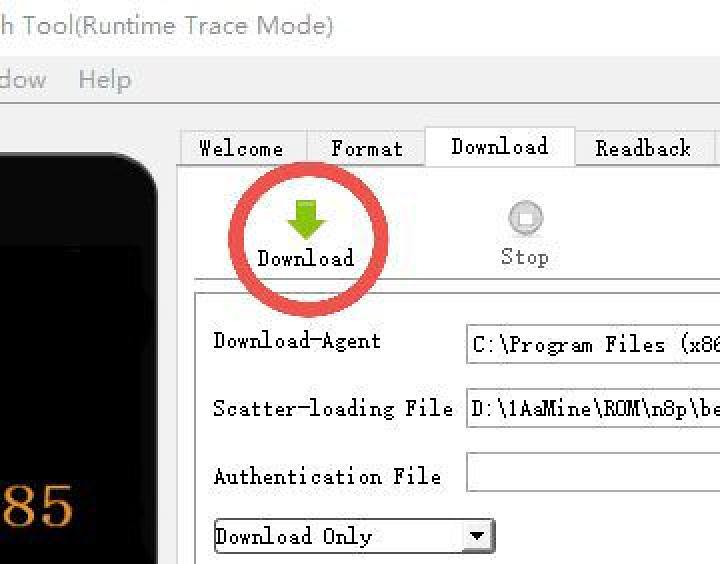 h Tool(Runtime Trace Mode)
dow Help
Welcome Format Download Readback
Download Stop
Download-Agent C:\Program Files (x86
Scatter-loading File D:\1AaMine\ROM\n8p\be
Authentication File
85
Download Only